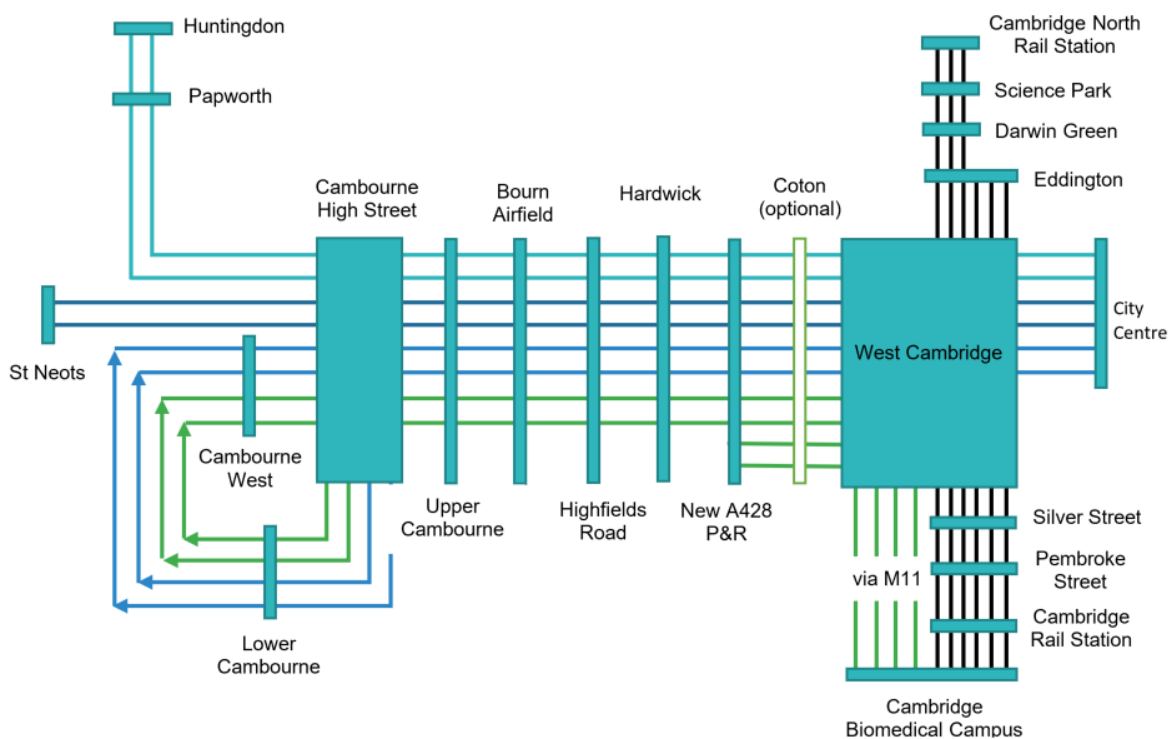 Huntingdon
Papworth
Cambridge North
Rail Station
Science Park
Darwin Green
Eddington
Cambourne
High Street
Bourn
Airfield
Hardwick
Coton
(optional)
City
Centre
West Cambridge
St Neots
Cambourne
West
Upper
Cambourne
Highfields
Road
New A428
P&R
Lower
Cambourne
via M11
Silver Street
Pembroke
Street
Cambridge
Rail Station
Cambridge
Biomedical Campus